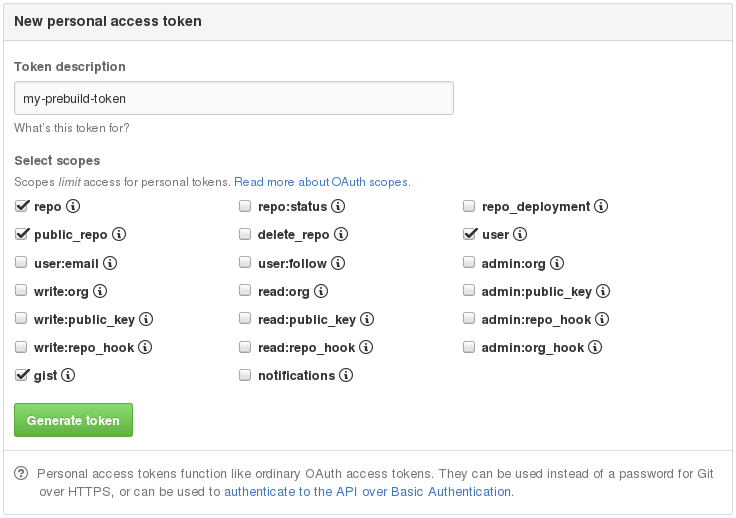 New personal access token
Token description
my-prebuild-token
What's this token for?
Select scopes
Scopes limit access for personal tokens. Read more about OAuth scopes.
repo repo:status repo_deployment
public_repo delete_repo user
user:email user:follow admin:org
write:org read:org admin:public_key
write:public_key read:public_key admin:repo_hook
write:repo_hook read:repo_hook admin:org_hook
gist notifications
Generate token
Personal access tokens function like ordinary OAuth access tokens. They can be used instead of a password for Git
over HTTPS, or can be used to authenticate to the API over Basic Authentication.